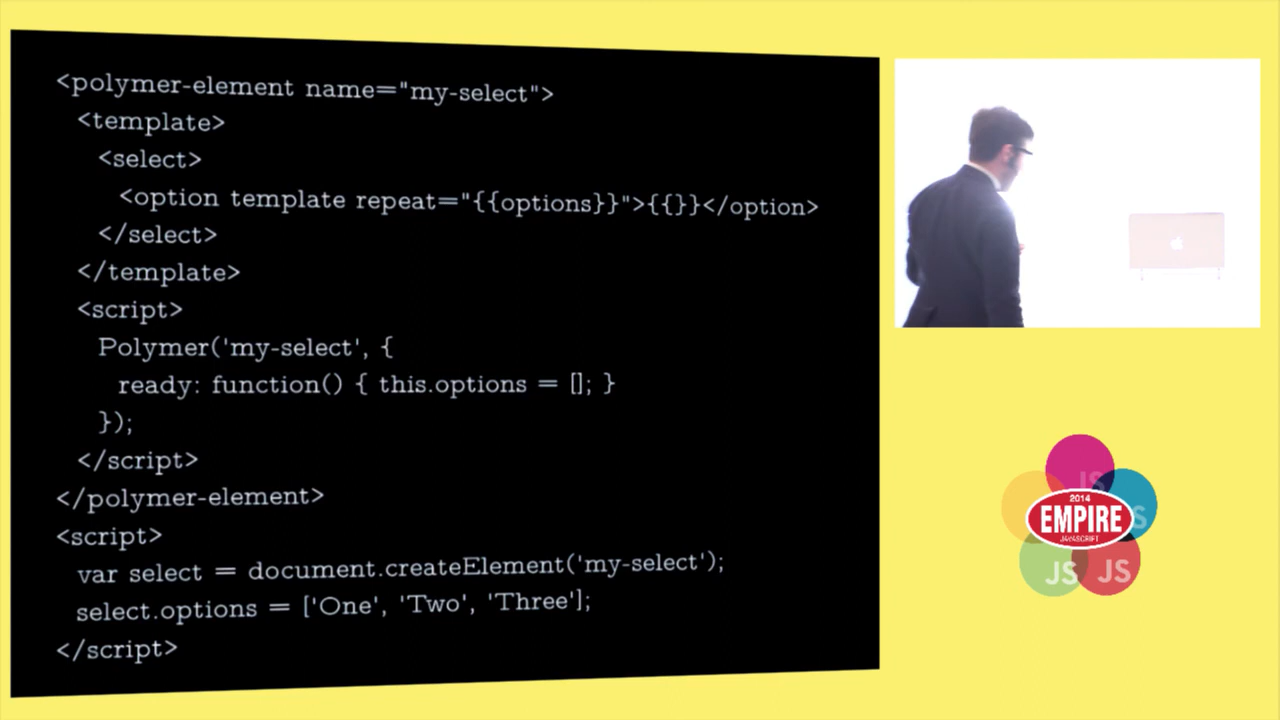 <polymer-element name="my-select">
<template>
<select>
<option template repeat="{{options}}">{{}}</option>
</select>
</template>
<script>
Polymer('my-select', {
ready: function() { this.options = []; }
});
</script>
</polymer-element>
<script>
var select = document.createElement('my-select');
select.options = ['One', 'Two', 'Three'];
</script>
JS
2014
EMPIRE
JAVASCRIPT
S
JS
JS